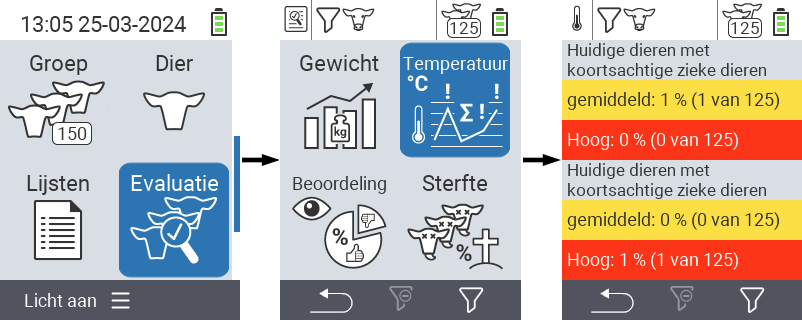 13:05 25-03-2024
Groep
Dier
150
Lijsten
Evaluatie
Licht aan
125
Gewicht
Temperatuur
kg
°C
! Σ ! !
Beoordeling
Sterfte
%
%
125
Huidige dieren met
koortsachtige zieke dieren
gemiddeld: 1 % (1 van 125)
Hoog: 0 % (0 van 125)
Huidige dieren met
koortsachtige zieke dieren
gemiddeld: 0 % (0 van 125)
Hoog: 1 % (1 van 125)